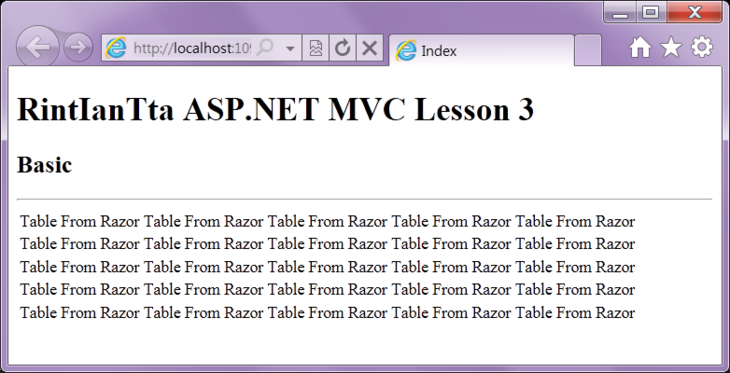 http://localhost:109
Index
RintIanTta ASP.NET MVC Lesson 3
Basic
Table From Razor Table From Razor Table From Razor Table From Razor Table From Razor
Table From Razor Table From Razor Table From Razor Table From Razor Table From Razor
Table From Razor Table From Razor Table From Razor Table From Razor Table From Razor
Table From Razor Table From Razor Table From Razor Table From Razor Table From Razor
Table From Razor Table From Razor Table From Razor Table From Razor Table From Razor